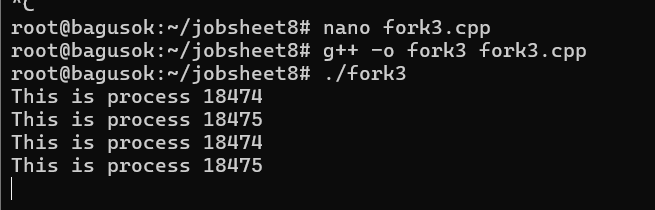 ^C
root@bagusok:~/jobsheet8# nano fork3.cpp
root@bagusok:~/jobsheet8# g++ -o fork3 fork3.cpp
root@bagusok:~/jobsheet8# ./fork3
This is process 18474
This is process 18475
This is process 18474
This is process 18475